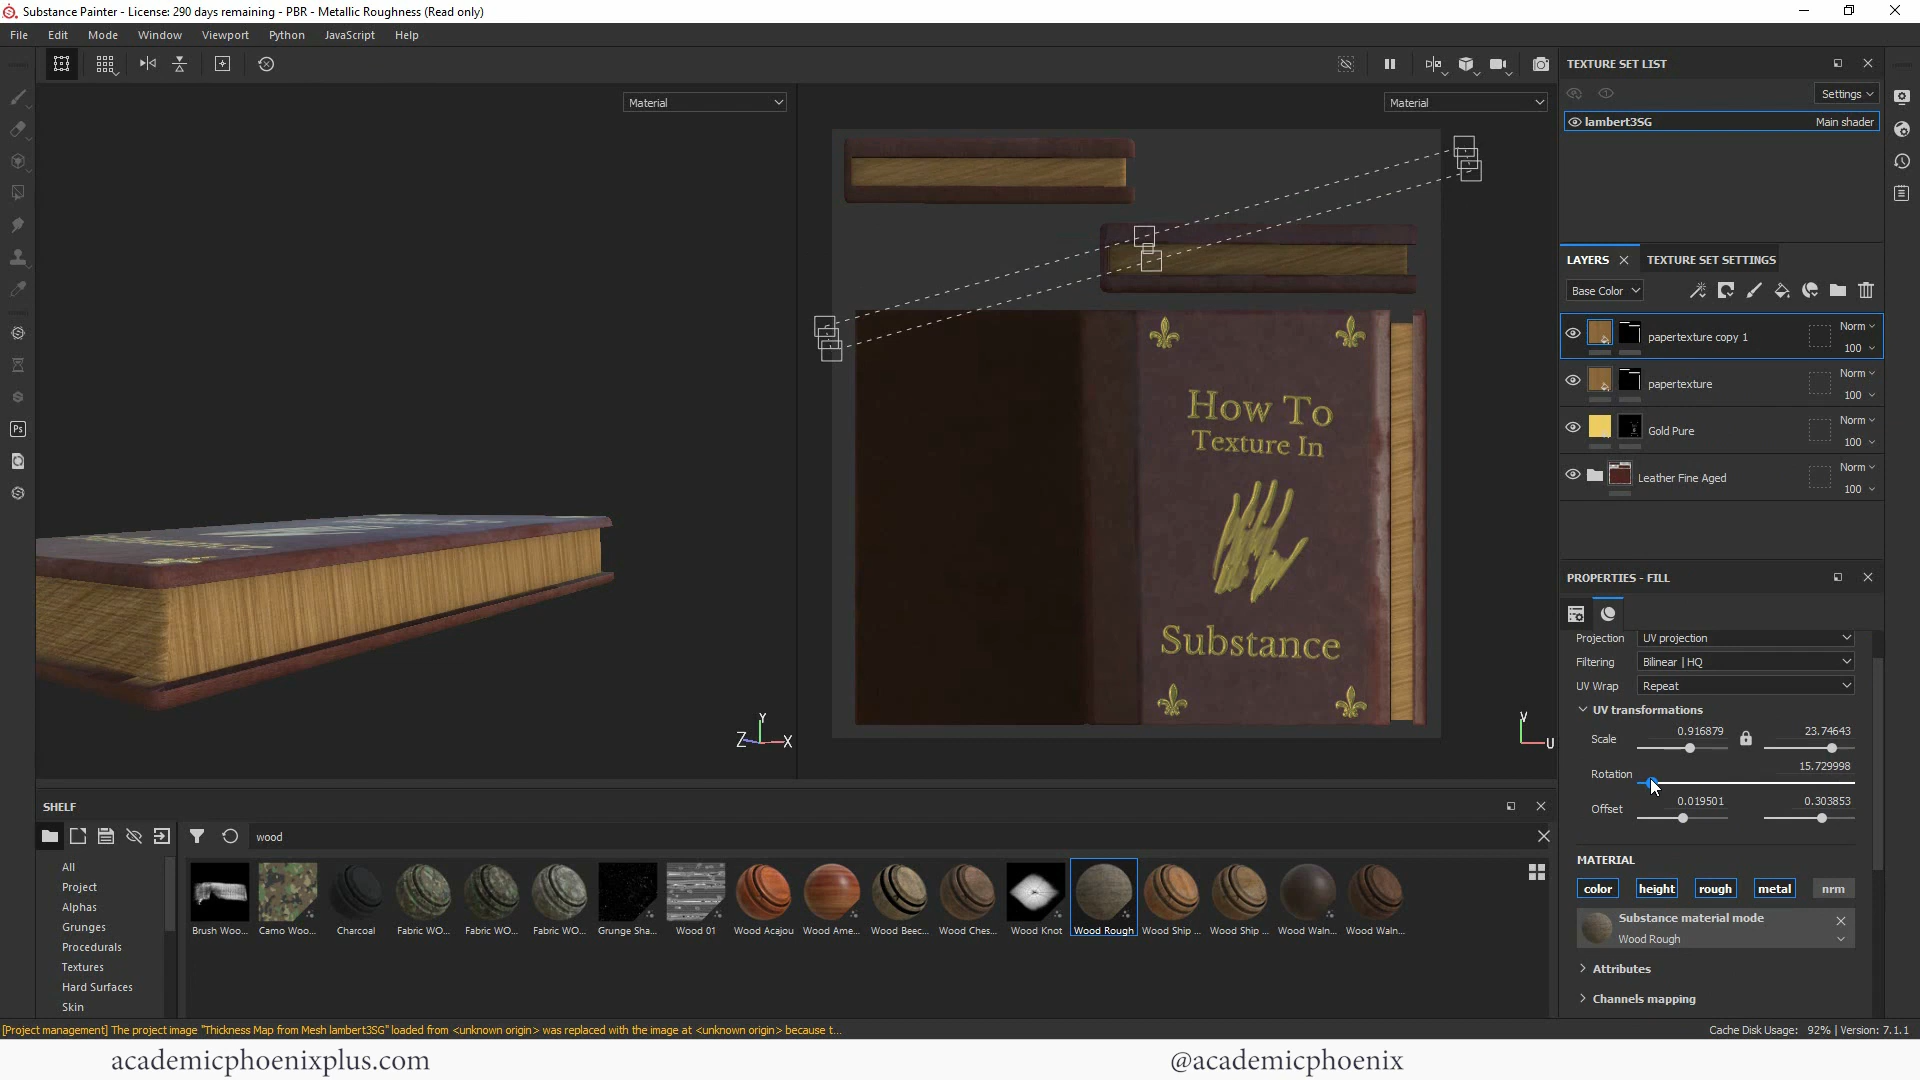 Substance Painter - License: 290 days remaining - PBR - Metallic Roughness (Read only)
File Edit Mode Window Viewport Python JavaScript Help
Material
Material
TEXTURE SET LIST
Settings
lambert3SG Main shader
LAYERS TEXTURE SET SETTINGS
Base Color
papertexture copy 1 Norm 100
papertexture Norm 100
Gold Pure Norm 100
Leather Fine Aged Norm 100
How To
Texture In
Substance
Y
Z X
V
U
Ps
PROPERTIES - FILL
Projection UV projection
Filtering Bilinear | HQ
UV Wrap Repeat
UV transformations
Scale 0.916879 23.74643
Rotation 15.729998
Offset 0.019501 0.303853
MATERIAL
color height rough metal nrm
Substance material mode
Wood Rough
Attributes
Channels mapping
SHELF
wood
All
Project
Alphas
Grunges
Procedurals
Textures
Hard Surfaces
Skin
Brush Woo... Camo Woo... Charcoal Fabric WO... Fabric WO... Fabric WO... Grunge Sha... Wood 01 Wood Acajou Wood Ame... Wood Beec... Wood Ches... Wood Knot Wood Rough Wood Ship ... Wood Ship ... Wood Waln... Wood Waln...
[Project management] The project image "Thickness Map from Mesh lambert3SG" loaded from <unknown origin> was replaced with the image at <unknown origin> because t...
Cache Disk Usage: 92% | Version: 7.1.1
academicphoenixplus.com
@academicphoenix